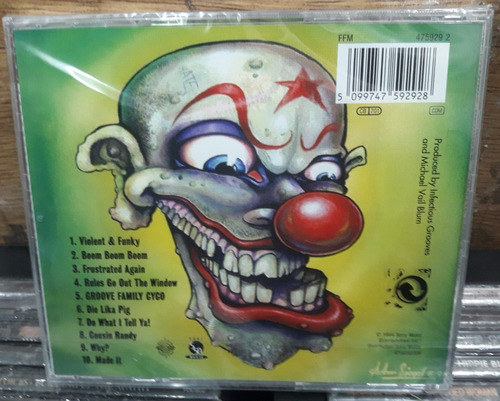 FFM
475929 2
5 099747 592928
Produced by Infectious Grooves
and Michael Vail Blum
1. Violent & Funky
2. Boom Boom Boom
3. Frustrated Again
4. Rules Go Out The Window
5. GROOVE FAMILY CYCO
6. Die Lika Pig
7. Do What I Tell Ya!
8. Cousin Randy
9. Why?
10. Made It